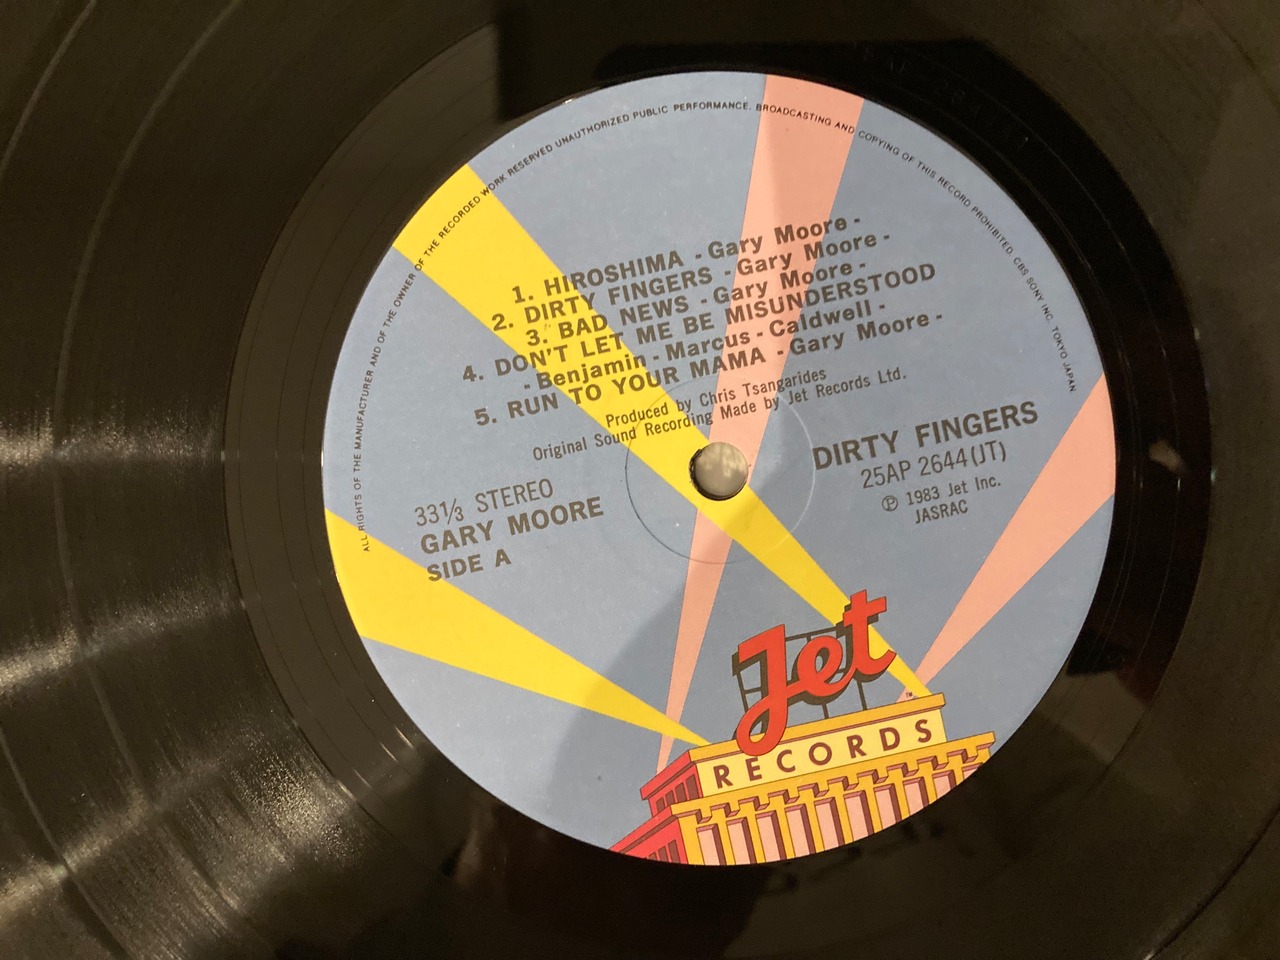 ALL RIGHTS OF THE MANUFACTURER AND OF THE OWNER OF THE RECORDED WORK RESERVED UNAUTHORIZED PUBLIC PERFORMANCE. BROADCASTING AND COPYING OF THIS RECORD PROHIBITED. CBS SONY INC. TOKYO JAPAN
1. HIROSHIMA - Gary Moore -
2. DIRTY FINGERS - Gary Moore -
3. BAD NEWS - Gary Moore -
4. DON'T LET ME BE MISUNDERSTOOD
- Benjamin - Marcus - Caldwell -
5. RUN TO YOUR MAMA - Gary Moore -
Produced by Chris Tsangarides
Original Sound Recording Made by Jet Records Ltd.
33⅓ STEREO
GARY MOORE
SIDE A
DIRTY FINGERS
25AP 2644(JT)
℗ 1983 Jet Inc.
JASRAC
Jet
TM
RECORDS